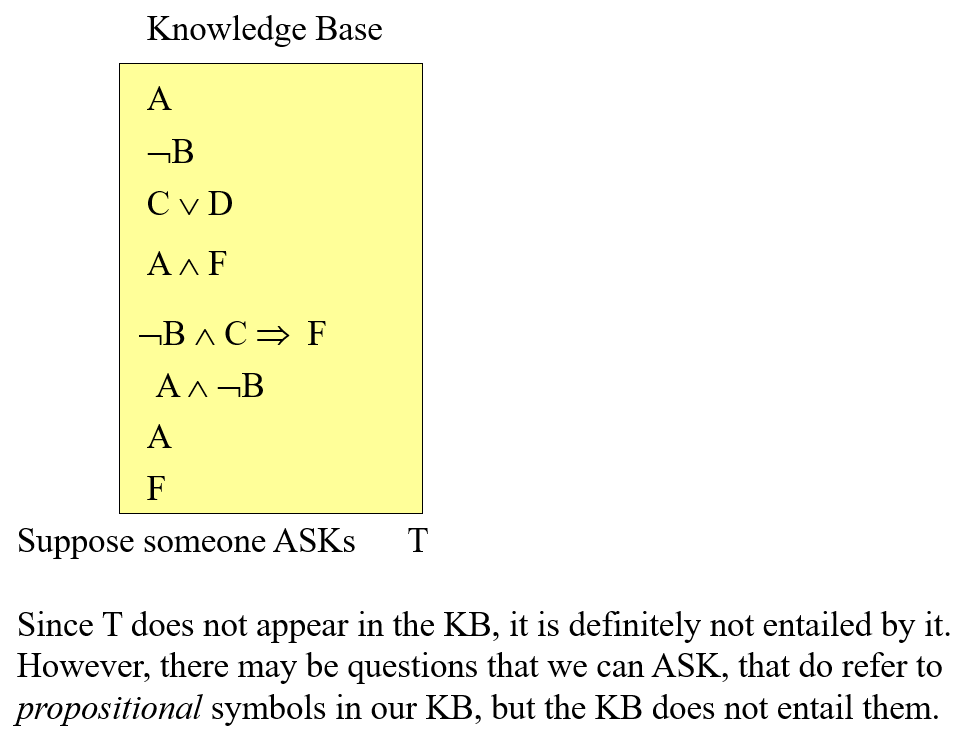 Knowledge Base
A
¬B
C ∨ D
A ∧ F
¬B ∧ C ⇒ F
A ∧ ¬B
A
F
Suppose someone ASKs T
Since T does not appear in the KB, it is definitely not entailed by it.
However, there may be questions that we can ASK, that do refer to
propositional symbols in our KB, but the KB does not entail them.